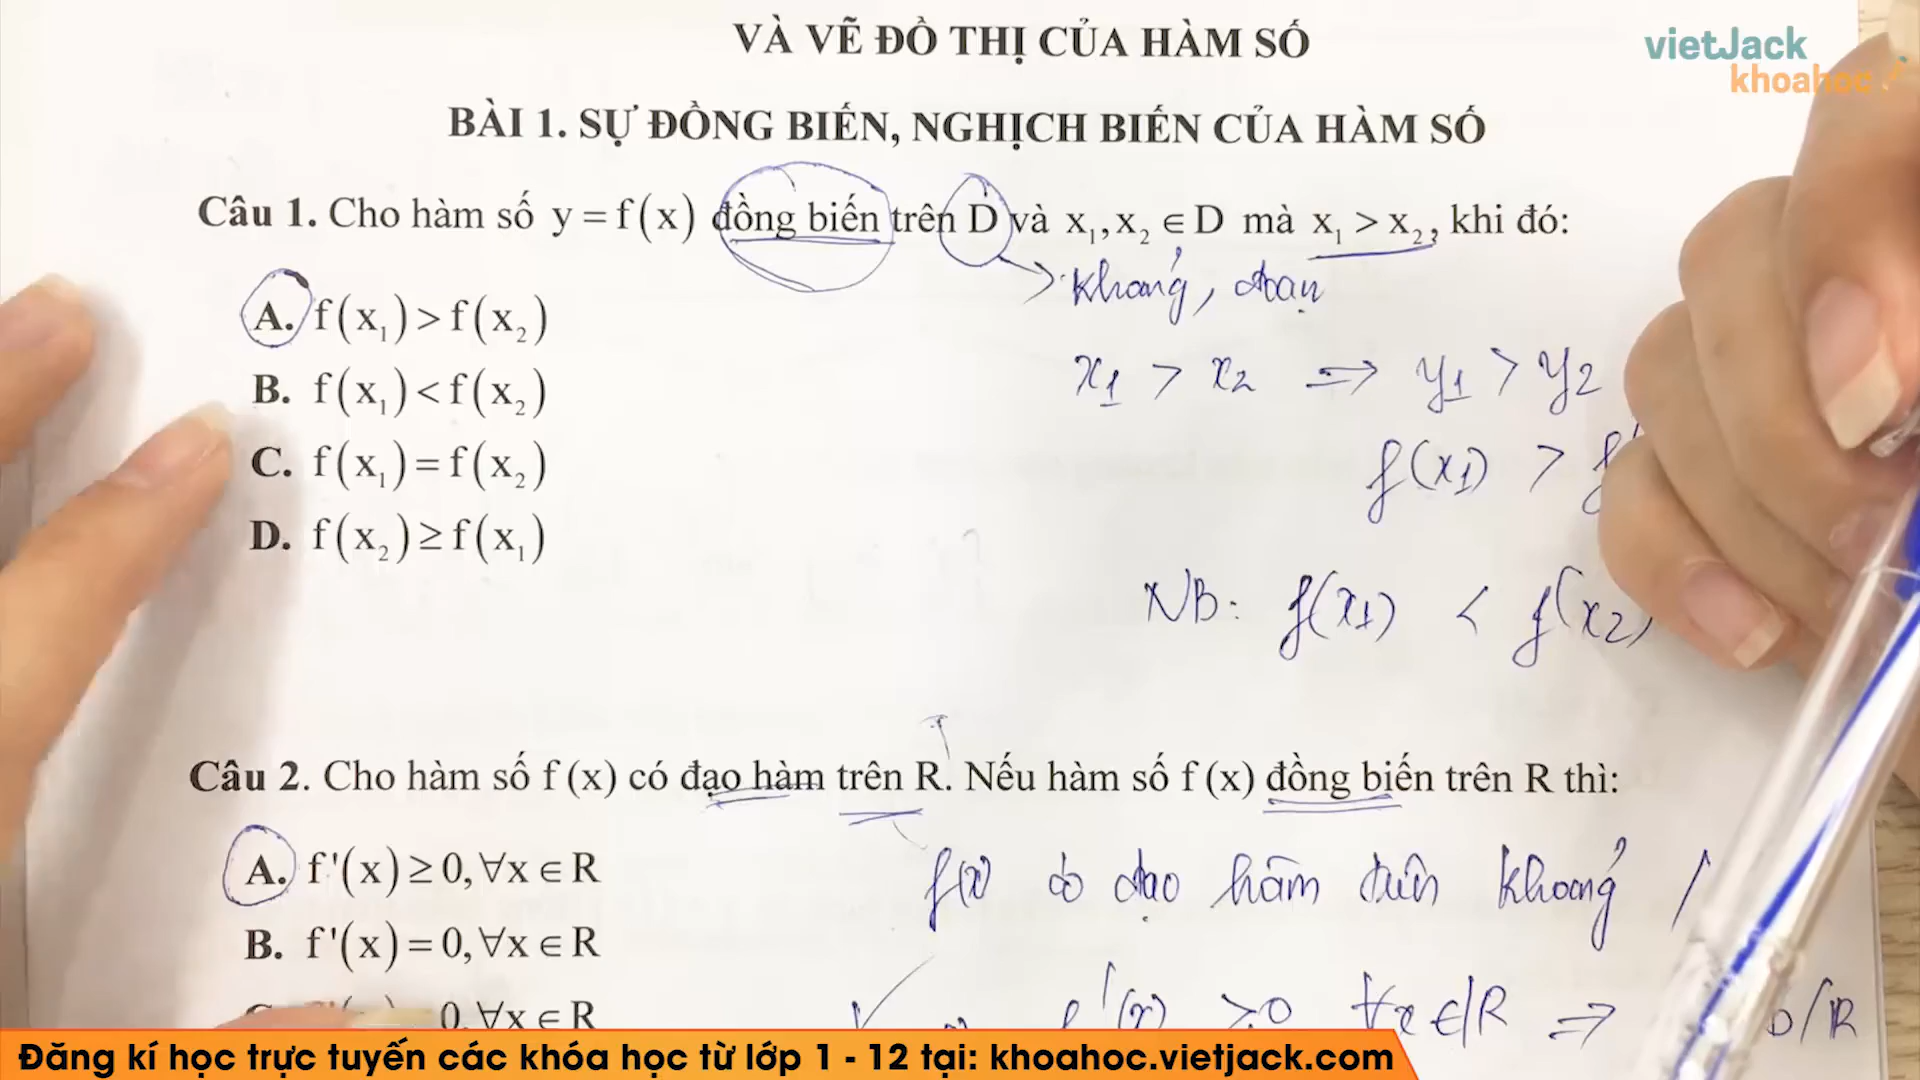 VÀ VẼ ĐỒ THỊ CỦA HÀM SỐ
vietJack
khoahoc
BÀI 1. SỰ ĐỒNG BIẾN, NGHỊCH BIẾN CỦA HÀM SỐ
Câu 1. Cho hàm số y = f(x) đồng biến trên D và x₁, x₂ ∈ D mà x₁ > x₂, khi đó:
khoảng, đoạn
A. f(x₁) > f(x₂)
B. f(x₁) < f(x₂)
C. f(x₁) = f(x₂)
D. f(x₂) ≥ f(x₁)
x₁ > x₂ ⇒ y₁ > y₂
f(x₁) > f
NB: f(x₁) < f(x₂)
Câu 2. Cho hàm số f (x) có đạo hàm trên R. Nếu hàm số f (x) đồng biến trên R thì:
A. f'(x) ≥ 0, ∀x ∈ R
B. f'(x) = 0, ∀x ∈ R
0, ∀x ∈ R
f(x) có đạo hàm trên khoảng
f'(x) ≥ 0 ∀x ∈ R ⇒
/R
Đăng kí học trực tuyến các khóa học từ lớp 1 - 12 tại: khoahoc.vietjack.com